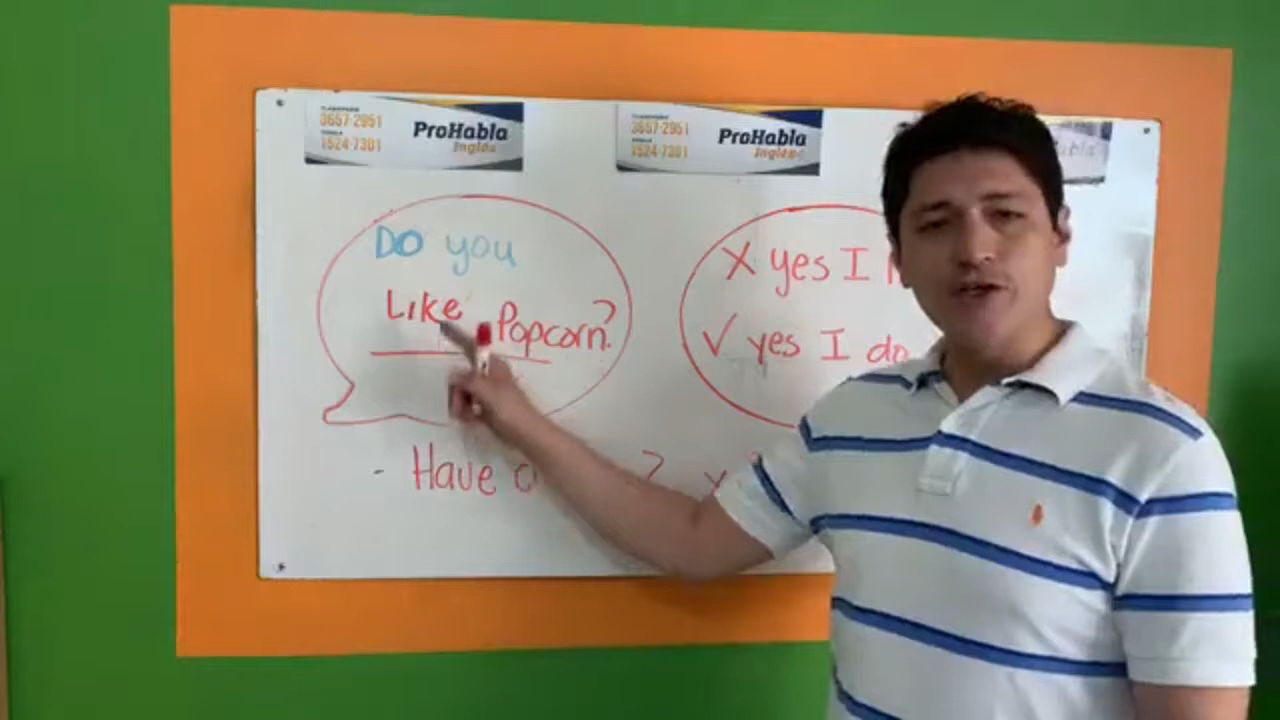 3657-2951
1524-7301
ProHabla
Inglés
3657-2951
1524-7301
ProHabla
Inglés
DO you
Like Popcorn?
X yes I
✓ yes I do
- Have ?
x